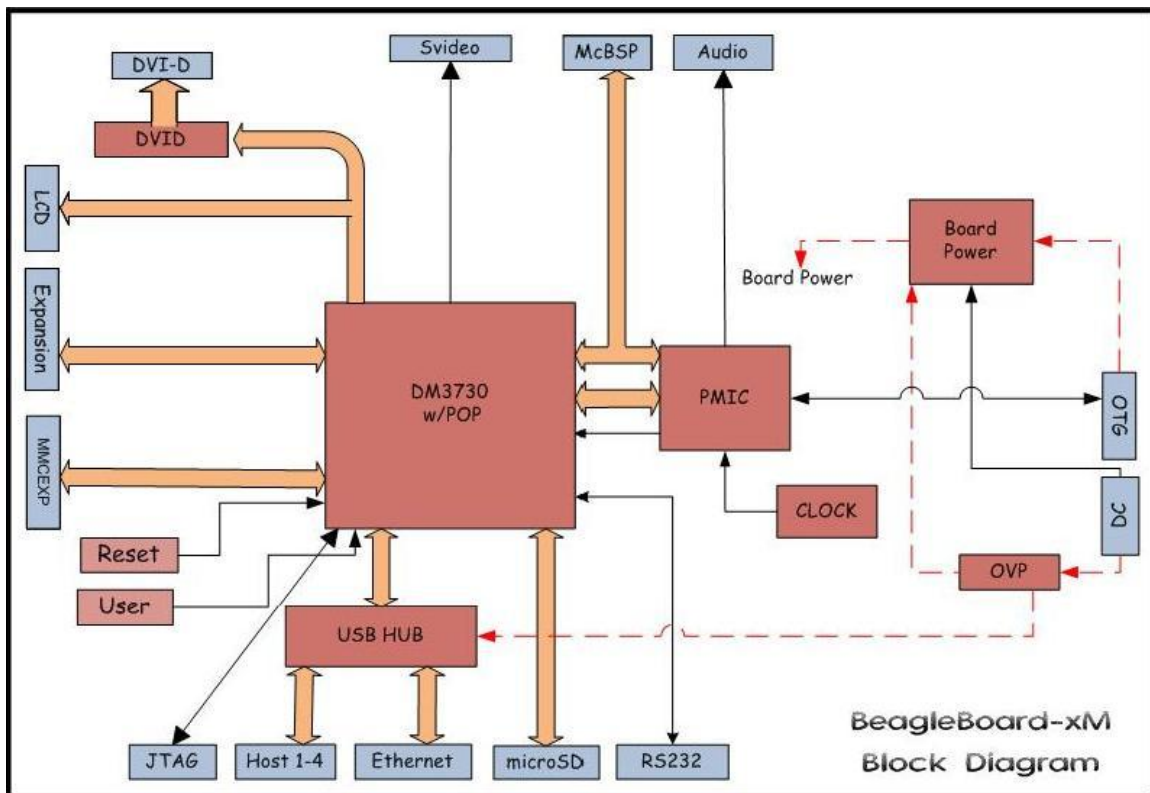 Svideo
McBSP
Audio
DVI-D
DVID
LCD
Board
Power
Board Power
Expansion
DM3730
w/POP
PMIC
OTG
MMCEXP
CLOCK
DC
Reset
OVP
User
USB HUB
BeagleBoard-xM
Block Diagram
JTAG
Host 1-4
Ethernet
microSD
RS232